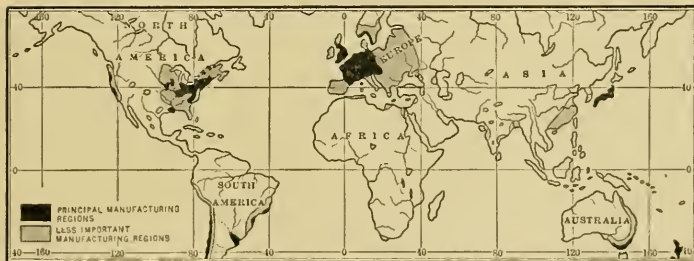 160
120
80
40
0
40
80
120
160
NORTH
AMERICA
EUROPE
ASIA
40
40
AFRICA
0
0
SOUTH
AMERICA
AUSTRALIA
PRINCIPAL MANUFACTURING
REGIONS
LESS IMPORTANT
MANUFACTURING REGIONS
40
160
120
80
40
0
40
80
120
160
40